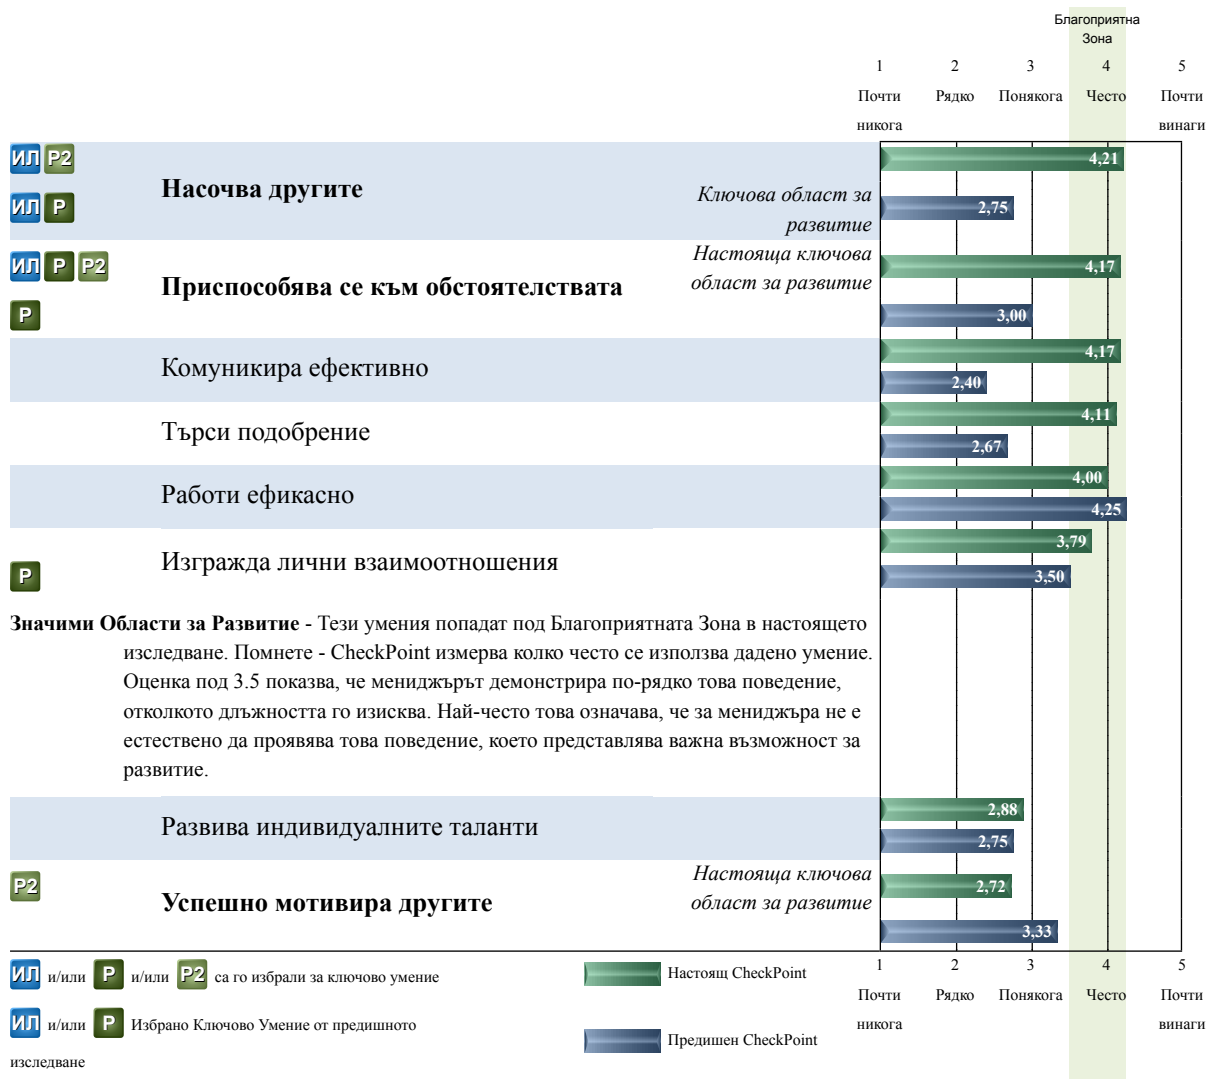 Благоприятна
Зона
1 2 3 4 5
Почти Рядко Понякога Често Почти
никога винаги
ИЛ P2
4,21
Насочва другите
Ключова област за
ИЛ P
2,75
развитие
Настояща ключова
ИЛ P P2
4,17
област за развитие
Приспособява се към обстоятелствата
P
3,00
4,17
Комуникира ефективно
2,40
4,11
Търси подобрение
2,67
4,00
Работи ефикасно
4,25
3,79
Изгражда лични взаимоотношения
P
3,50
Значими Области за Развитие - Тези умения попадат под Благоприятната Зона в настоящето
изследване. Помнете - CheckPoint измерва колко често се използва дадено умение.
Оценка под 3.5 показва, че мениджърът демонстрира по-рядко това поведение,
отколкото длъжността го изисква. Най-често това означава, че за мениджъра не е
естествено да проявява това поведение, което представлява важна възможност за
развитие.
2,88
Развива индивидуалните таланти
2,75
Настояща ключова
P2
2,72
област за развитие
Успешно мотивира другите
3,33
ИЛ и/или P и/или P2 са го избрали за ключово умение
Настоящ CheckPoint
1 2 3 4 5
Почти Рядко Понякога Често Почти
никога винаги
ИЛ и/или P Избрано Ключово Умение от предишното
изследване
Предишен CheckPoint